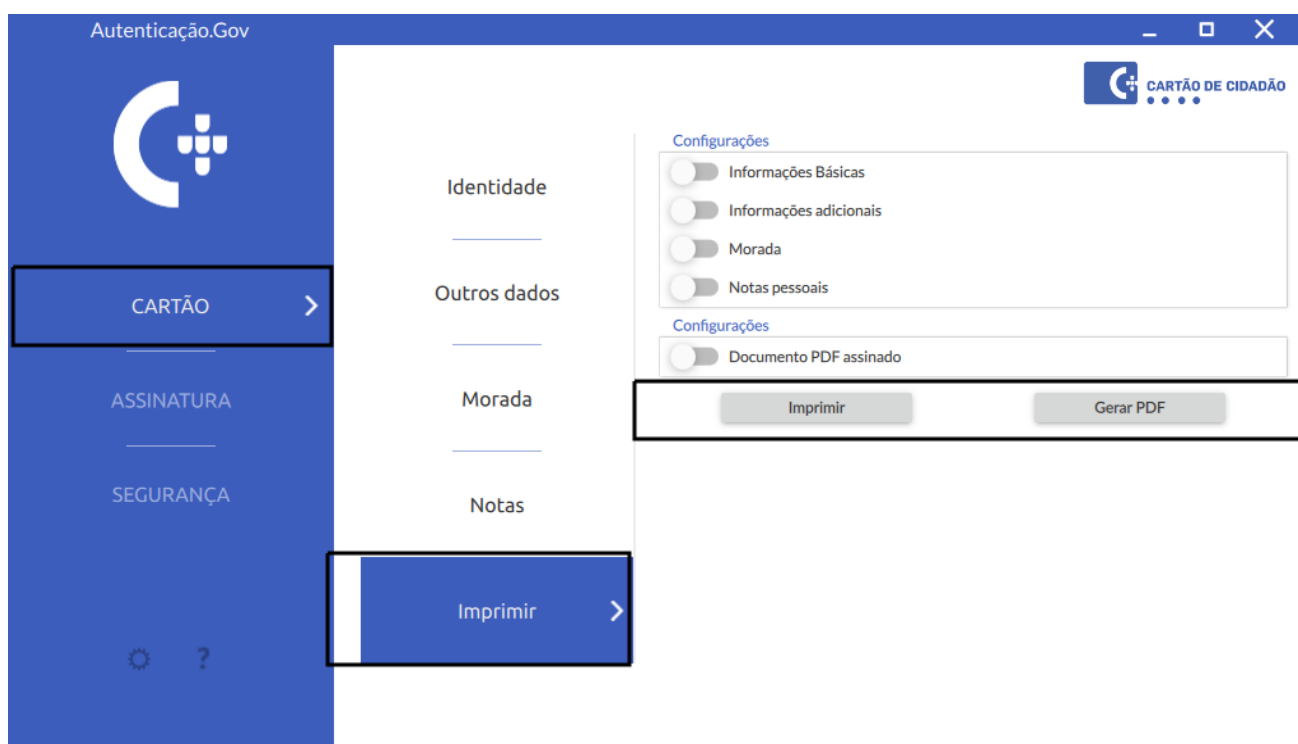 Autenticação.Gov
CARTÃO DE CIDADÃO
CARTÃO
ASSINATURA
SEGURANÇA
?
Identidade
Outros dados
Morada
Notas
Imprimir
Configurações
Informações Básicas
Informações adicionais
Morada
Notas pessoais
Configurações
Documento PDF assinado
Imprimir
Gerar PDF